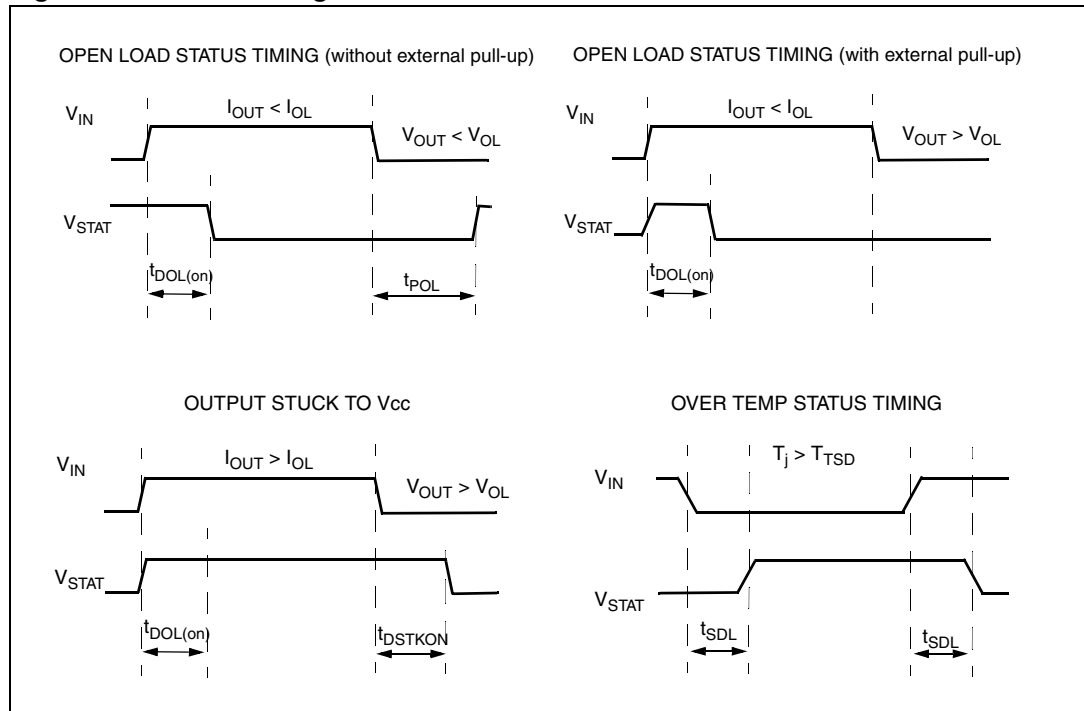 OPEN LOAD STATUS TIMING (without external pull-up)
V_IN
I_OUT < I_OL
V_OUT < V_OL
V_STAT
t_DOL(on)
t_POL
OPEN LOAD STATUS TIMING (with external pull-up)
V_IN
I_OUT < I_OL
V_OUT > V_OL
V_STAT
t_DOL(on)
OUTPUT STUCK TO Vcc
V_IN
I_OUT > I_OL
V_OUT > V_OL
V_STAT
t_DOL(on)
t_DSTKON
OVER TEMP STATUS TIMING
T_j > T_TSD
V_IN
V_STAT
t_SDL
t_SDL